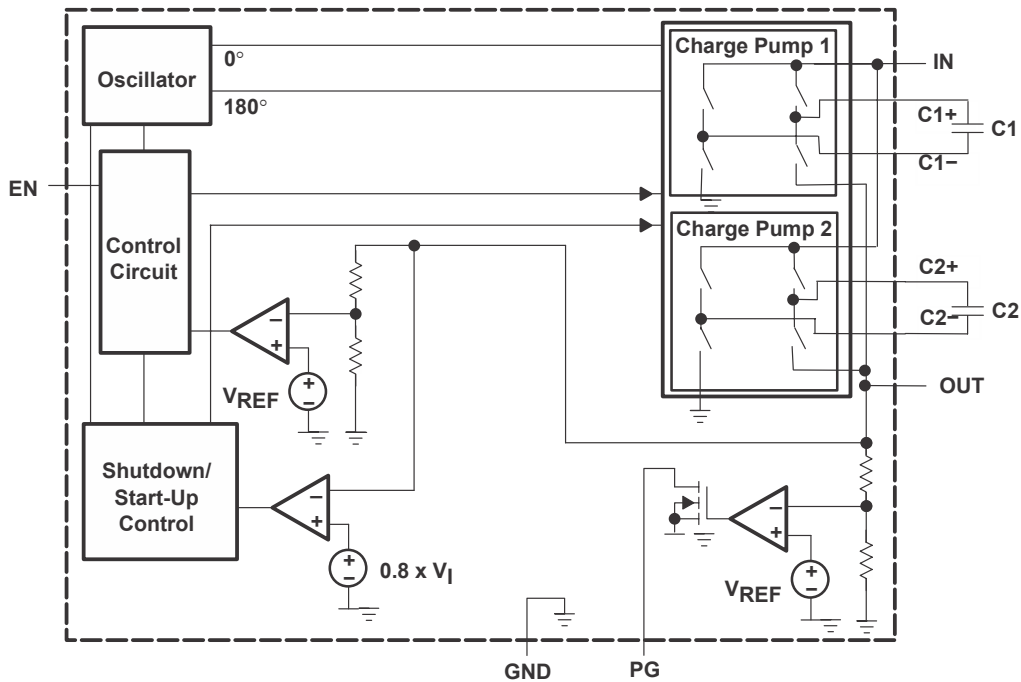 Oscillator
0°
180°
Charge Pump 1
IN
C1+
C1
C1−
EN
Control
Circuit
Charge Pump 2
C2+
C2
C2−
−
+
VREF
+
−
OUT
Shutdown/
Start-Up
Control
−
+
+
−
0.8 x VI
−
+
VREF
+
−
GND
PG